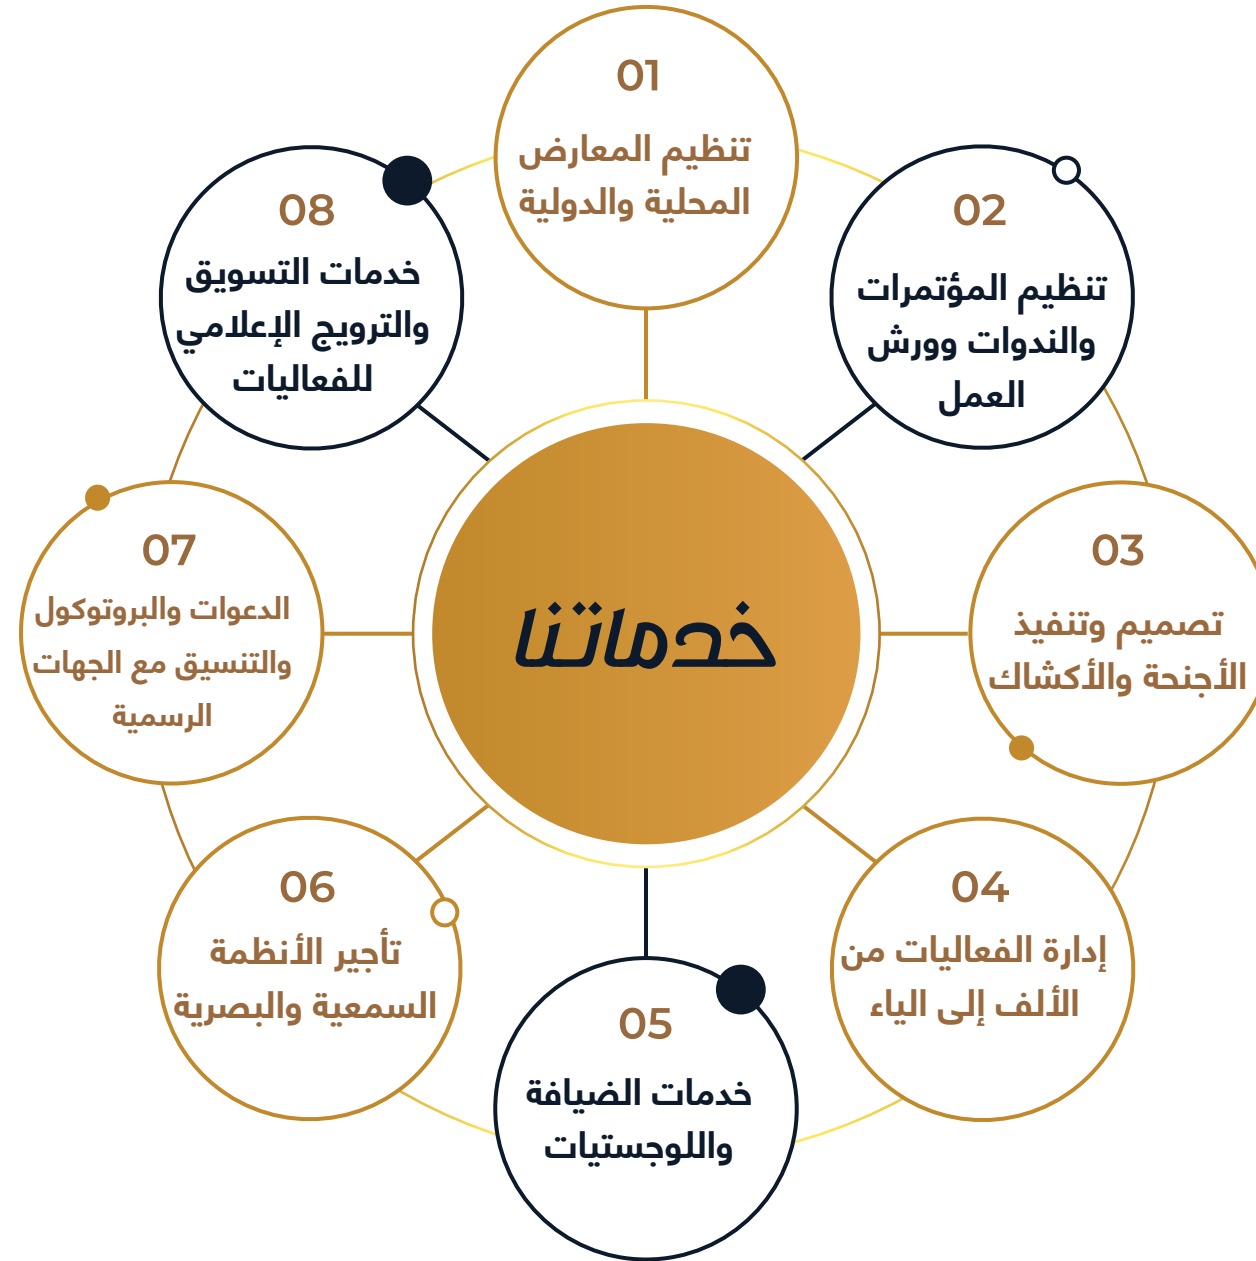 01
تنظيم المعارض
المحلية والدولية
02
تنظيم المؤتمرات
والندوات وورش
العمل
03
تصميم وتنفيذ
الأجنحة والأكشاك
04
إدارة الفعاليات من
الألف إلى الياء
05
خدمات الضيافة
واللوجستيات
06
تأجير الأنظمة
السمعية والبصرية
07
الدعوات والبروتوكول
والتنسيق مع الجهات
الرسمية
08
خدمات التسويق
والترويج الإعلامي
للفعاليات
خدماتنا